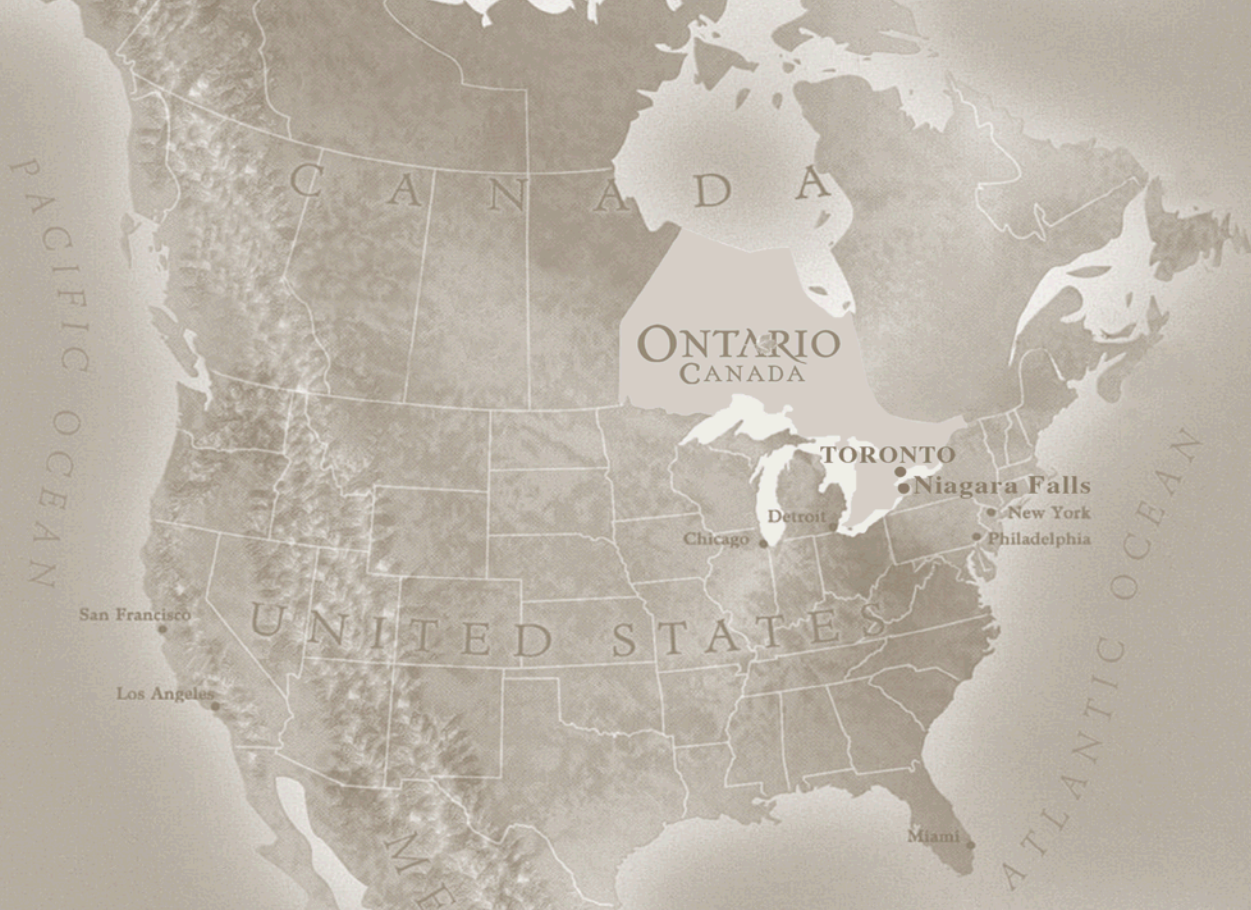 CANADA
PACIFIC OCEAN
ONTARIO
CANADA
TORONTO
Niagara Falls
New York
Detroit
Philadelphia
Chicago
San Francisco
UNITED STATES
Los Angeles
ATLANTIC OCEAN
Miami
ME